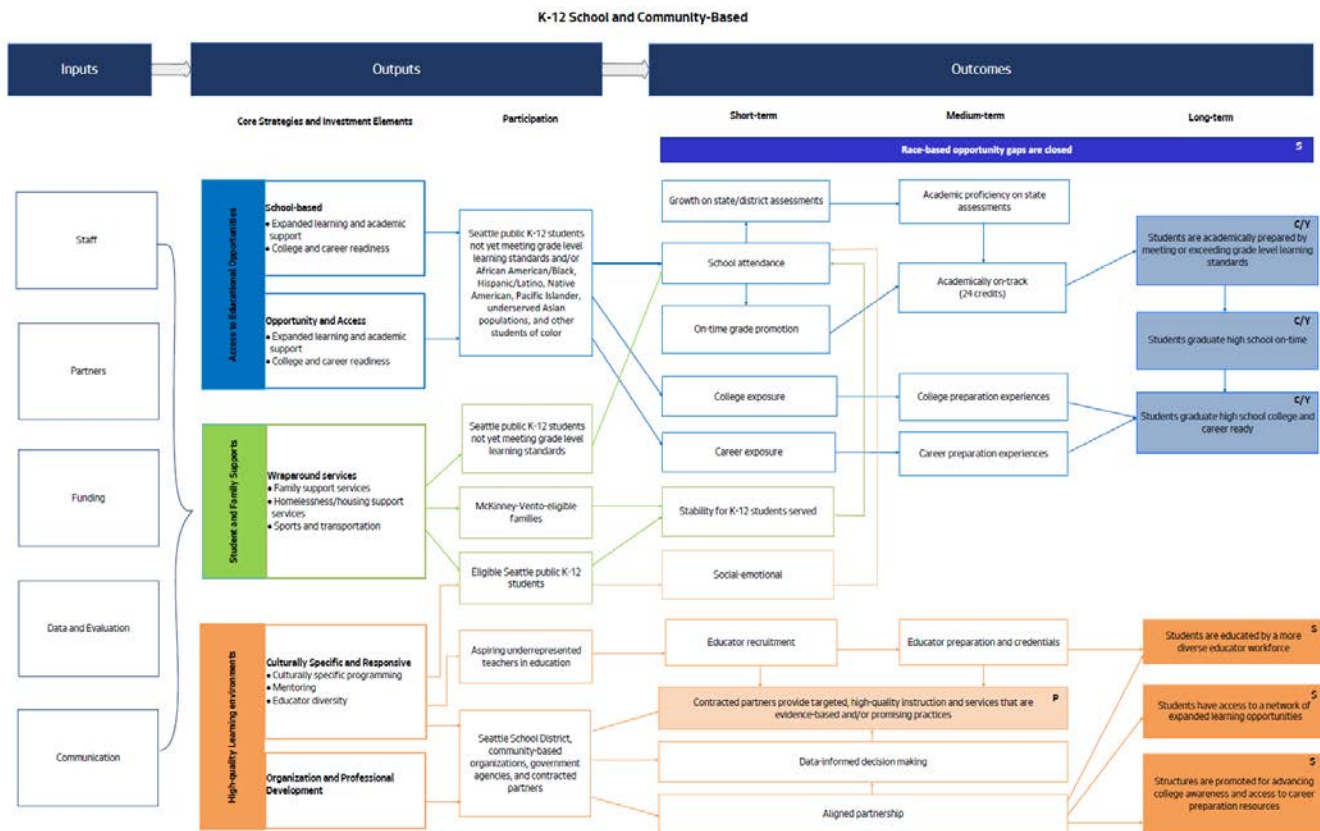 K-12 School and Community-Based
Inputs
Outputs
Outcomes
Core Strategies and Investment Elements
Participation
Short-term
Medium-term
Long-term
Race-based opportunity gaps are closed
S
Staff
Partners
Funding
Data and Evaluation
Communication
Access to Educational Opportunities
School-based
• Expanded learning and academic
support
• College and career readiness
Opportunity and Access
• Expanded learning and academic
support
• College and career readiness
Student and Family Supports
Wraparound services
• Family support services
• Homelessness/housing support
services
• Sports and transportation
High-quality Learning environments
Culturally Specific and Responsive
• Culturally specific programming
• Mentoring
• Educator diversity
Organization and Professional
Development
Seattle public K-12 students
not yet meeting grade level
learning standards and/or
African American/Black,
Hispanic/Latino, Native
American, Pacific Islander,
underserved Asian
populations, and other
students of color
Seattle public K-12 students
not yet meeting grade level
learning standards
McKinney-Vento-eligible
families
Eligible Seattle public K-12
students
Aspiring underrepresented
teachers in education
Seattle School District,
community-based
organizations, government
agencies, and contracted
partners
Growth on state/district assessments
School attendance
On-time grade promotion
College exposure
Career exposure
Stability for K-12 students served
Social-emotional
Educator recruitment
Academic proficiency on state
assessments
Academically on-track
(24 credits)
College preparation experiences
Career preparation experiences
Educator preparation and credentials
Contracted partners provide targeted, high-quality instruction and services that are
evidence-based and/or promising practices
P
Data-informed decision making
Aligned partnership
C/Y
Students are academically prepared by
meeting or exceeding grade level learning
standards
C/Y
Students graduate high school on-time
C/Y
Students graduate high school college and
career ready
S
Students are educated by a more
diverse educator workforce
S
Students have access to a network of
expanded learning opportunities
S
Structures are promoted for advancing
college awareness and access to career
preparation resources